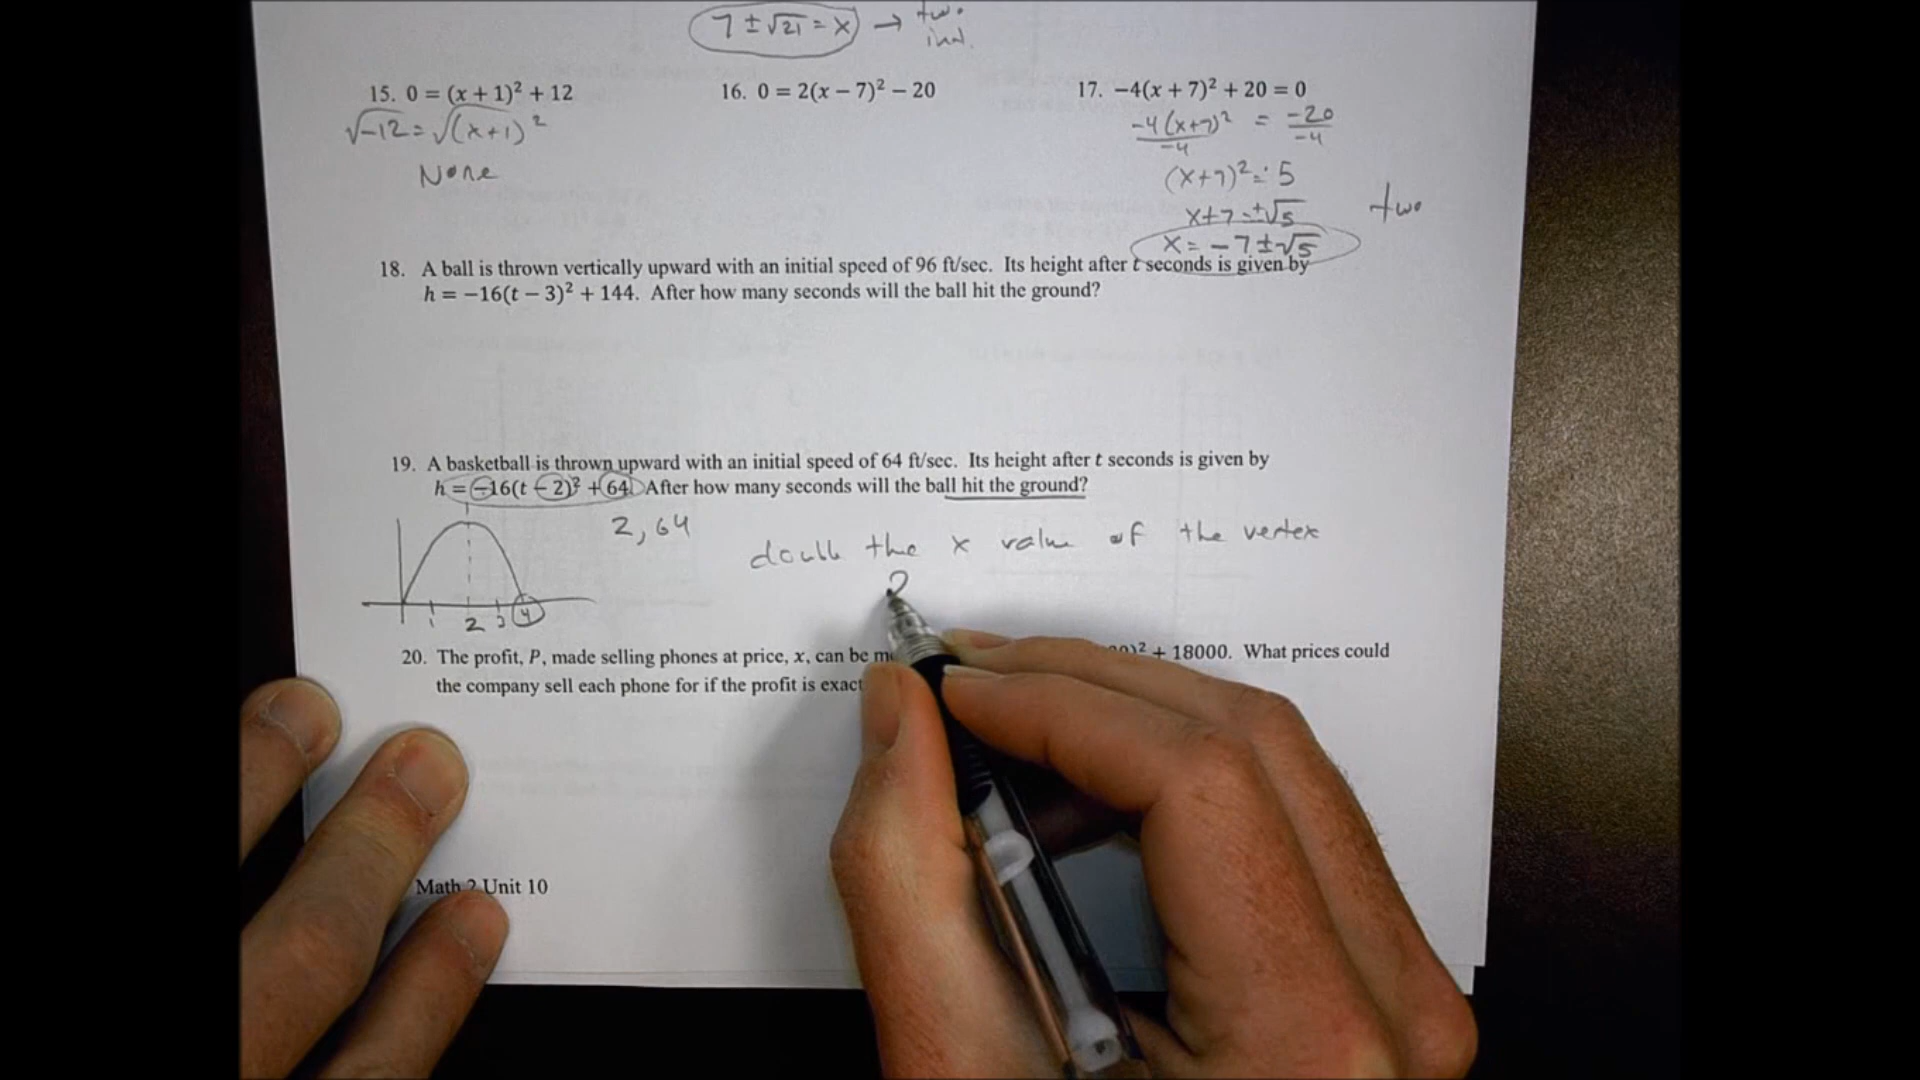 7 ± √21 = x → two
15. 0 = (x + 1)² + 12
16. 0 = 2(x – 7)² – 20
17. –4(x + 7)² + 20 = 0
√-12 = √(x+1)²
None
-4(x+7)² = -20
-4 -4
(x+7)² = 5
x+7 = ±√5
x = -7 ± √5
two
18. A ball is thrown vertically upward with an initial speed of 96 ft/sec. Its height after t seconds is given by
h = –16(t – 3)² + 144. After how many seconds will the ball hit the ground?
19. A basketball is thrown upward with an initial speed of 64 ft/sec. Its height after t seconds is given by
h = –16(t – 2)² + 64. After how many seconds will the ball hit the ground?
2, 64
double the x value of the vertex
2
1 2 3 4
20. The profit, P, made selling phones at price, x, can be )² + 18000. What prices could
the company sell each phone for if the profit is
Math 2 Unit 10